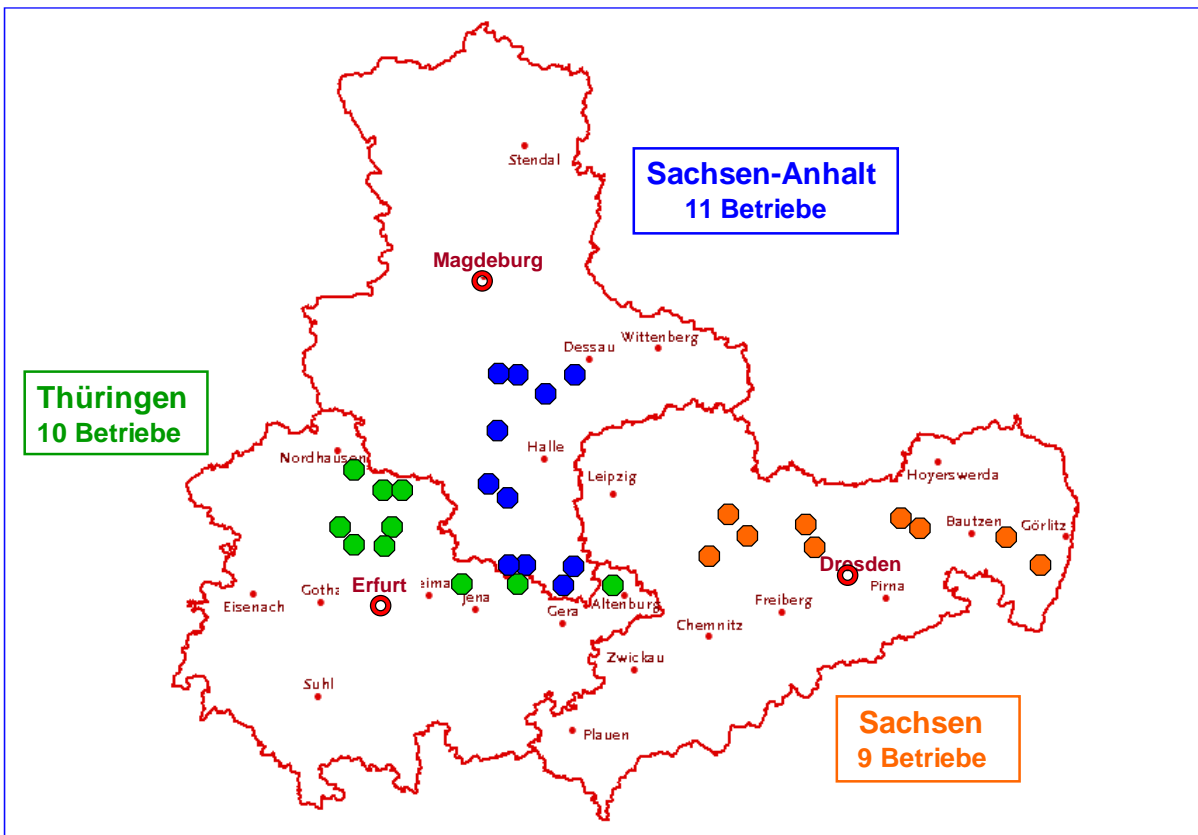 Stendal
Sachsen-Anhalt
11 Betriebe
Magdeburg
Wittenberg
Dessau
Thüringen
10 Betriebe
Halle
Nordhausen
Leipzig
Hoyerswerda
Bautzen
Görlitz
Dresden
Erfurt
Gotha
eimar
Jena
Eisenach
Altenburg
Gera
Pirna
Freiberg
Chemnitz
Zwickau
Suhl
Plauen
Sachsen
9 Betriebe